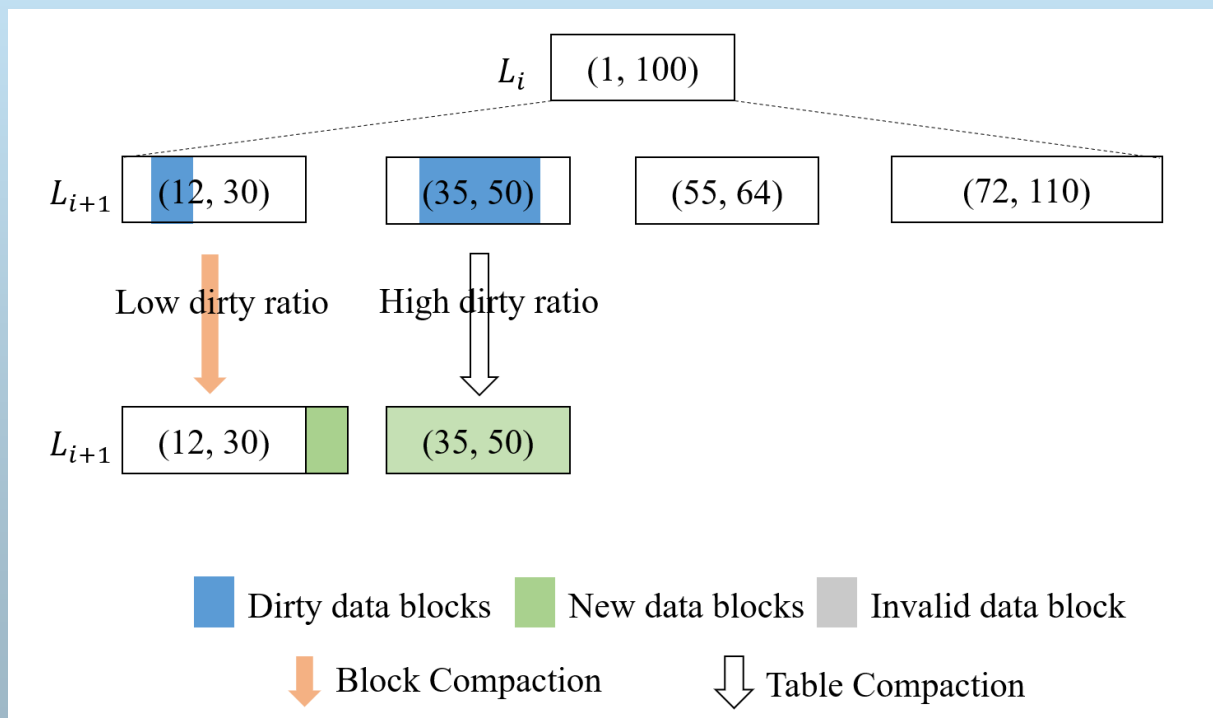 L_i (1, 100)
L_{i+1} (12, 30) (35, 50) (55, 64) (72, 110)
Low dirty ratio High dirty ratio
L_{i+1} (12, 30) (35, 50)
Dirty data blocks New data blocks Invalid data block
Block Compaction Table Compaction